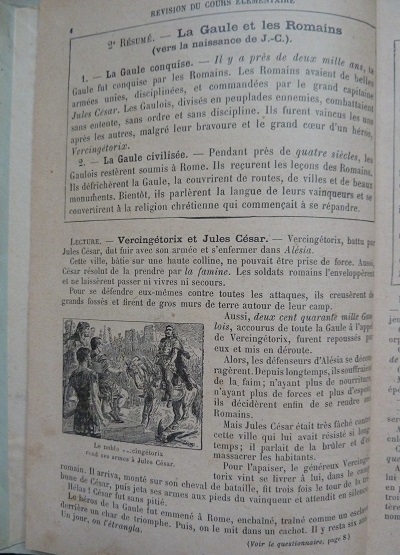 REVISION DU COURS ELEMENTAIRE
2e RÉSUMÉ. — La Gaule et les Romains
(vers la naissance de J.-C.).
1. — La Gaule conquise. — Il y a près de deux mille ans, la
Gaule fut conquise par les Romains. Les Romains avaient de belles
armées unies, disciplinées, et commandées par le grand capitaine
Jules César. Les Gaulois, divisés en peuplades ennemies, combattaient
sans entente, sans ordre et sans discipline. Ils furent vaincus les uns
après les autres, malgré leur bravoure et le grand cœur d'un héros,
Vercingétorix.
2. — La Gaule civilisée. — Pendant près de quatre siècles, les
Gaulois restèrent soumis à Rome. Ils reçurent les leçons des Romains.
Ils défrichèrent la Gaule, la couvrirent de routes, de villes et de beaux
monuments. Bientôt, ils parlèrent la langue de leurs vainqueurs et se
convertirent à la religion chrétienne qui commençait à se répandre.
LECTURE. — Vercingétorix et Jules César. — Vercingétorix, battu par
Jules César, dut fuir avec son armée et s'enfermer dans Alésia.
Cette ville, bâtie sur une haute colline, ne pouvait être prise de force. Aussi,
César résolut de la prendre par la famine. Les soldats romains l'enveloppèrent
et ne laissèrent passer ni vivres ni secours.
Pour se défendre eux-mêmes contre toutes les attaques, ils creusèrent de
grands fossés et firent de gros murs de terre autour de leur camp.
Aussi, deux cent quarante mille Gau-
lois, accourus de toute la Gaule à l'appel
de Vercingétorix, furent repoussés par
eux et mis en déroute.
Alors, les défenseurs d'Alésia se décou-
ragèrent. Depuis longtemps, ils souffraient
de la faim; n'ayant plus de nourriture,
n'ayant plus de forces et plus d'espoir,
ils décidèrent enfin de se rendre aux
Romains.
Mais Jules César était très fâché contre
cette ville qui lui avait résisté si long-
temps; il parlait de la brûler et d'en
massacrer les habitants.
Pour l'apaiser, le généreux Vercingé-
torix vint se livrer à lui, dans le camp
Le noble Vercingétorix
rend ses armes à Jules César.
romain. Il arriva, monté sur son cheval de bataille, fit trois fois le tour de la tri-
bune de César, puis jeta ses armes aux pieds du vainqueur et attendit en silence.
Hélas! César fut sans pitié.
Le héros de la Gaule fut emmené à Rome, enchaîné, traîné comme un esclave
derrière un char de triomphe. Puis, on le mit dans un cachot. Il y resta six ans.
Un jour, on l'étrangla.
(Voir le questionnaire, page 8.)